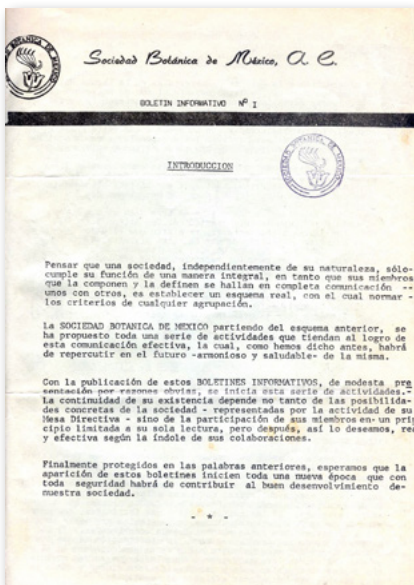 Sociedad Botánica de México, A. C.
BOLETIN INFORMATIVO Nº I
INTRODUCCION
Pensar que una sociedad, independientemente de su naturaleza, sólo-
cumple su función de una manera integral, en tanto que sus miembros
que la componen y la definen se hallan en completa comunicación --
unos con otros, es establecer un esquema real, con el cual normar -
los criterios de cualquier agrupación.
La SOCIEDAD BOTANICA DE MEXICO partiendo del esquema anterior, se
ha propuesto toda una serie de actividades que tiendan al logro de
esta comunicación efectiva, la cual, como hemos dicho antes, habrá
de repercutir en el futuro -armonioso y saludable- de la misma.
Con la publicación de estos BOLETINES INFORMATIVOS, de modesta pre
sentación por razones obvias, se inicia esta serie de actividades.-
La continuidad de su existencia depende no tanto de las posibilida-
des concretas de la sociedad - representadas por la actividad de su
Mesa Directiva - sino de la participación de sus miembros en- un prin
cipio limitada a su sola lectura, pero después, así lo deseamos, rea
y efectiva según la índole de sus colaboraciones.
Finalmente protegidos en las palabras anteriores, esperamos que la
aparición de estos boletines inicien toda una nueva época que con
toda seguridad habrá de contribuir al buen desenvolvimiento de-
nuestra sociedad.
- * -